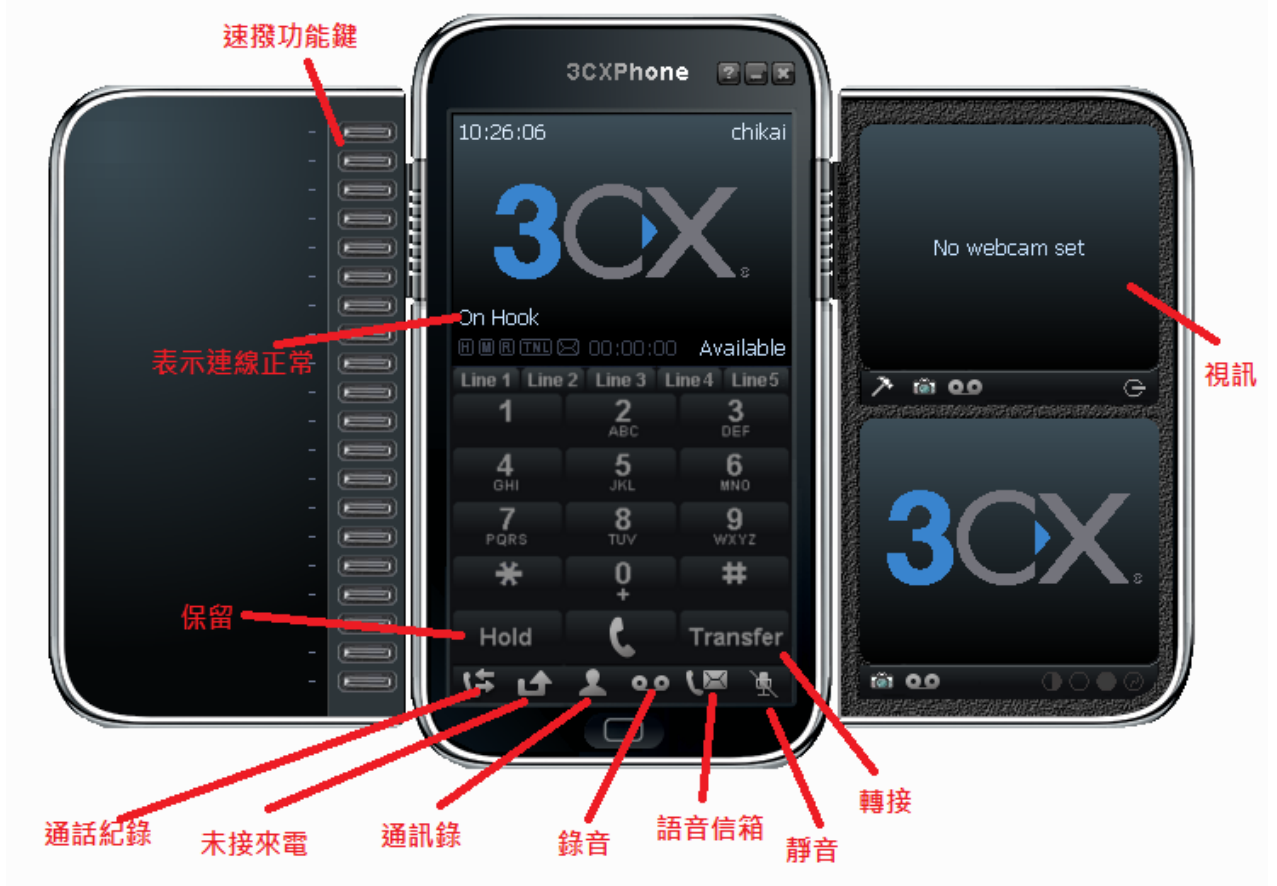 速撥功能鍵
3CXPhone
10:26:06 chikai
3CX
®
No webcam set
On Hook
表示連線正常
H M R TNL 00:00:00 Available
視訊
Line 1 Line 2 Line 3 Line 4 Line 5
1 2 3
ABC DEF
4 5 6
GHI JKL MNO
3CX
®
7 8 9
PQRS TUV WXYZ
* 0 #
+
保留
Hold Transfer
轉接
通話紀錄
未接來電
通訊錄
錄音
語音信箱
靜音